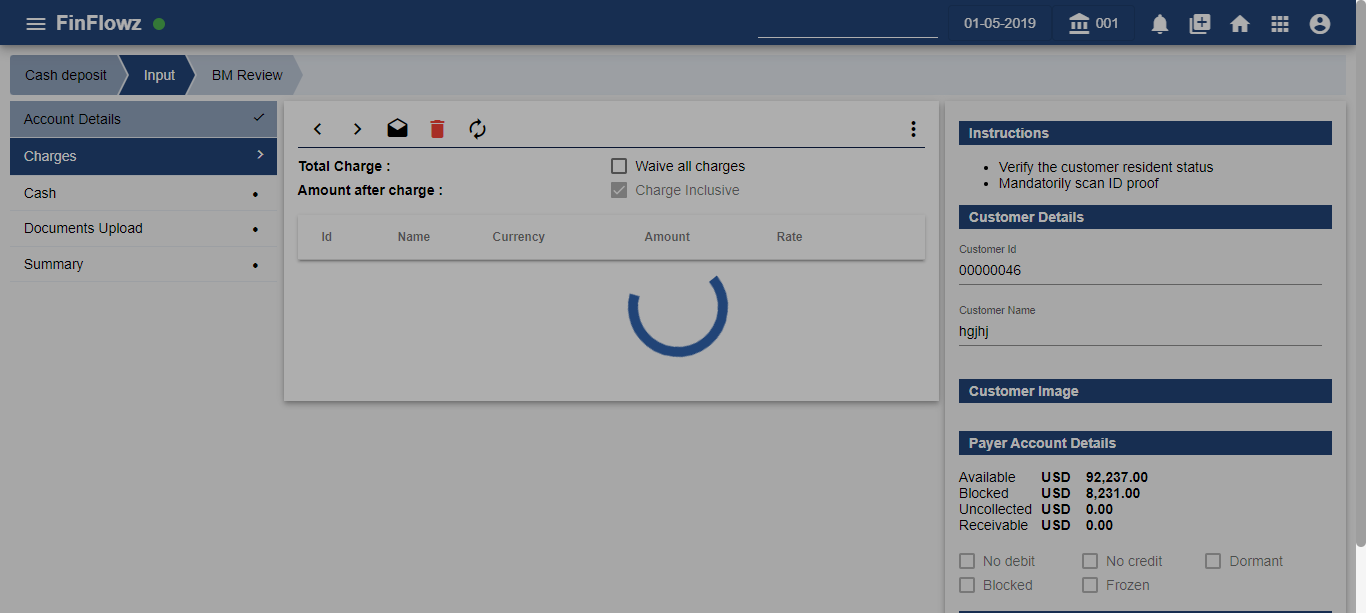 FinFlowz
01-05-2019
001
Cash deposit
Input
BM Review
Account Details
Charges
Cash
Documents Upload
Summary
Total Charge :
Waive all charges
Amount after charge :
Charge Inclusive
Id Name Currency Amount Rate
Instructions
• Verify the customer resident status
• Mandatorily scan ID proof
Customer Details
Customer Id
00000046
Customer Name
hgjhj
Customer Image
Payer Account Details
Available USD 92,237.00
Blocked USD 8,231.00
Uncollected USD 0.00
Receivable USD 0.00
No debit No credit Dormant
Blocked Frozen